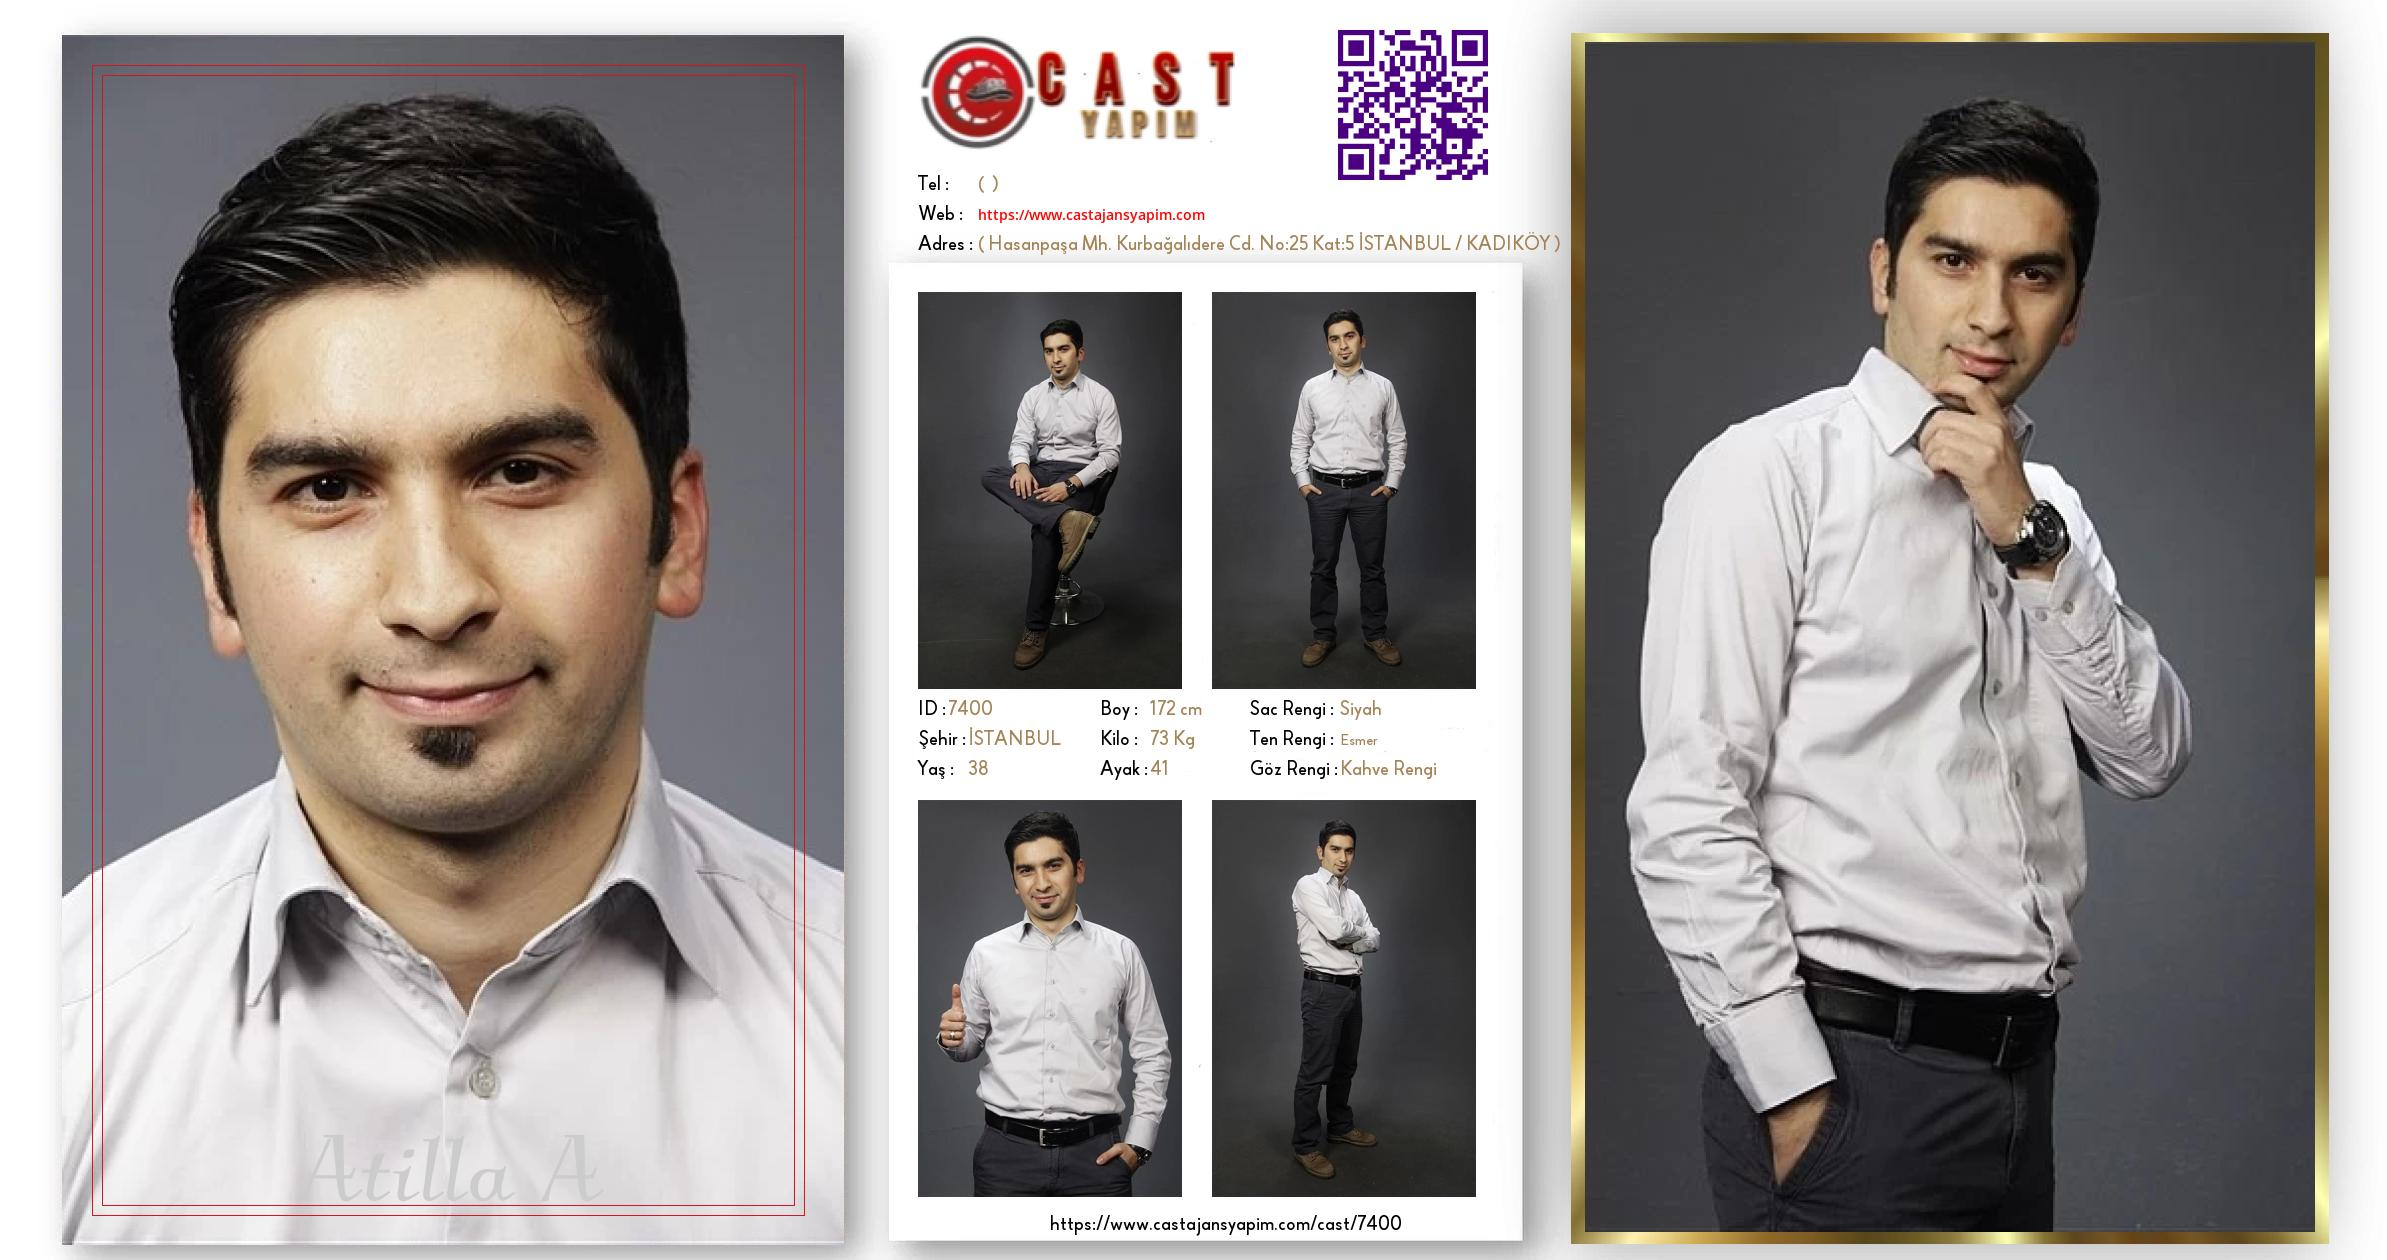 Atilla A
CAST
YAPIM
Tel : ( )
Web : https://www.castajansyapim.com
Adres : ( Hasanpaşa Mh. Kurbağalıdere Cd. No:25 Kat:5 İSTANBUL / KADIKÖY )
ID : 7400 Boy : 172 cm Sac Rengi : Siyah
Şehir : İSTANBUL Kilo : 73 Kg Ten Rengi : Esmer
Yaş : 38 Ayak : 41 Göz Rengi : Kahve Rengi
https://www.castajansyapim.com/cast/7400